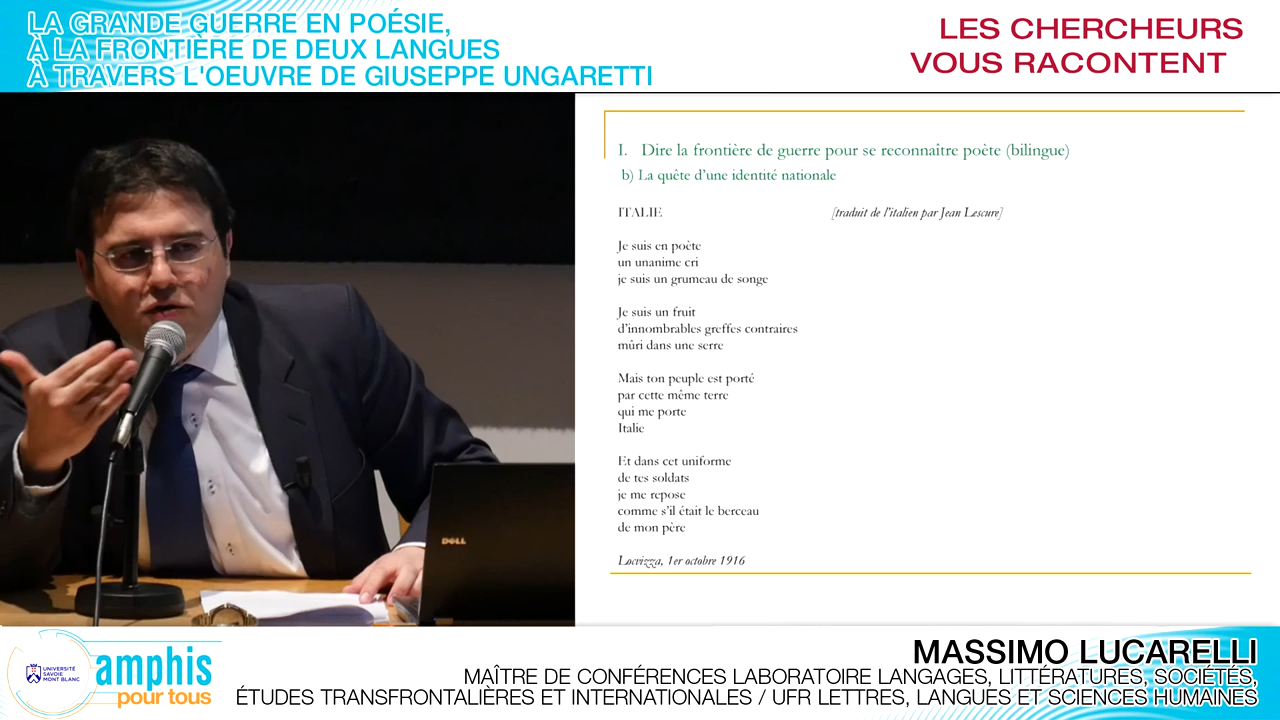 LA GRANDE GUERRE EN POÉSIE,
À LA FRONTIÈRE DE DEUX LANGUES
À TRAVERS L'OEUVRE DE GIUSEPPE UNGARETTI
LES CHERCHEURS
VOUS RACONTENT
I. Dire la frontière de guerre pour se reconnaître poète (bilingue)
b) La quête d'une identité nationale
ITALIE [traduit de l'italien par Jean Lescure]
Je suis en poète
un unanime cri
je suis un grumeau de songe
Je suis un fruit
d'innombrables greffes contraires
mûri dans une serre
Mais ton peuple est porté
par cette même terre
qui me porte
Italie
Et dans cet uniforme
de tes soldats
je me repose
comme s'il était le berceau
de mon père
Locvizza, 1er octobre 1916
DELL
UNIVERSITÉ
SAVOIE
MONT BLANC
amphis
pour tous
MASSIMO LUCARELLI
MAÎTRE DE CONFÉRENCES LABORATOIRE LANGAGES, LITTÉRATURES, SOCIÉTÉS,
ÉTUDES TRANSFRONTALIÈRES ET INTERNATIONALES / UFR LETTRES, LANGUES ET SCIENCES HUMAINES